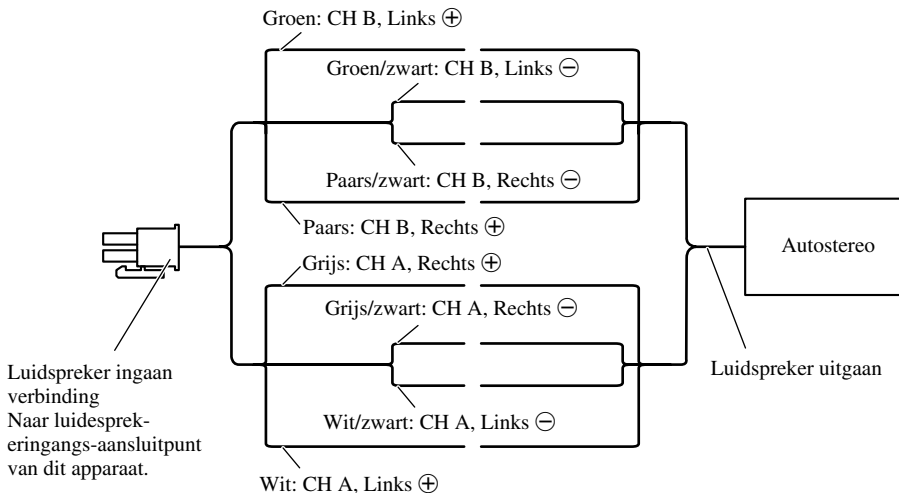 Groen: CH B, Links ⊕
Groen/zwart: CH B, Links ⊖
Paars/zwart: CH B, Rechts ⊖
Paars: CH B, Rechts ⊕
Grijs: CH A, Rechts ⊕
Grijs/zwart: CH A, Rechts ⊖
Wit/zwart: CH A, Links ⊖
Wit: CH A, Links ⊕
Autostereo
Luidspreker uitgaan
Luidspreker ingaan
verbinding
Naar luidesprek-
eringangs-aansluitpunt
van dit apparaat.